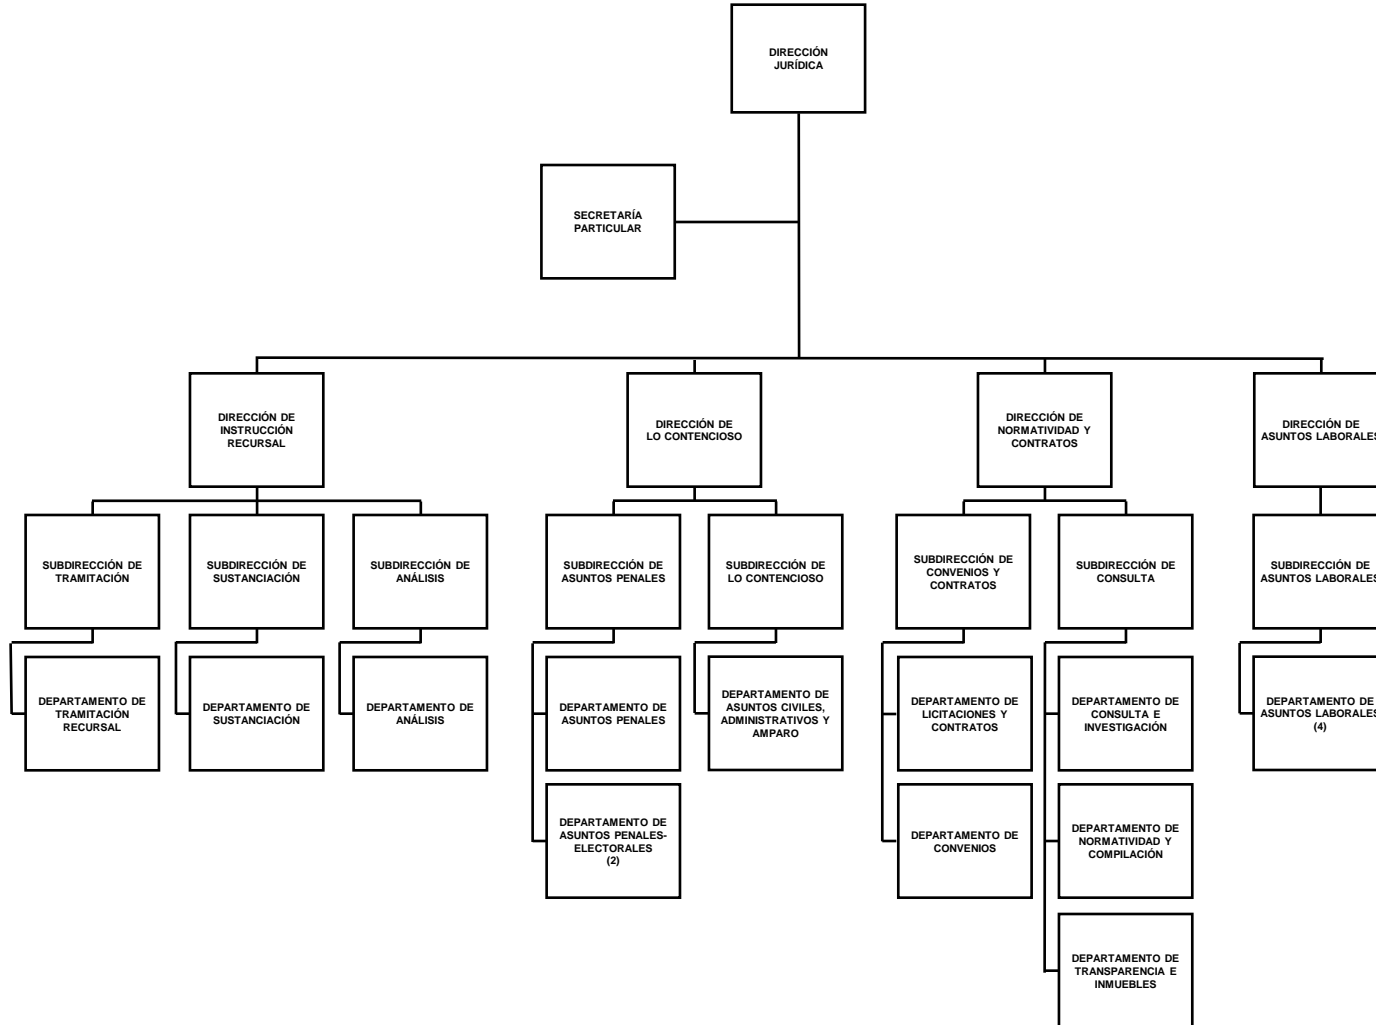 DIRECCIÓN
JURÍDICA
SECRETARÍA
PARTICULAR
DIRECCIÓN DE
INSTRUCCIÓN
RECURSAL
DIRECCIÓN DE
LO CONTENCIOSO
DIRECCIÓN DE
NORMATIVIDAD Y
CONTRATOS
DIRECCIÓN DE
ASUNTOS LABORALES
SUBDIRECCIÓN DE
TRAMITACIÓN
SUBDIRECCIÓN DE
SUSTANCIACIÓN
SUBDIRECCIÓN DE
ANÁLISIS
SUBDIRECCIÓN DE
ASUNTOS PENALES
SUBDIRECCIÓN DE
LO CONTENCIOSO
SUBDIRECCIÓN DE
CONVENIOS Y
CONTRATOS
SUBDIRECCIÓN DE
CONSULTA
SUBDIRECCIÓN DE
ASUNTOS LABORALES
DEPARTAMENTO DE
TRAMITACIÓN
RECURSAL
DEPARTAMENTO DE
SUSTANCIACIÓN
DEPARTAMENTO DE
ANÁLISIS
DEPARTAMENTO DE
ASUNTOS PENALES
DEPARTAMENTO DE
ASUNTOS CIVILES,
ADMINISTRATIVOS Y
AMPARO
DEPARTAMENTO DE
LICITACIONES Y
CONTRATOS
DEPARTAMENTO DE
CONSULTA E
INVESTIGACIÓN
DEPARTAMENTO DE
ASUNTOS LABORALES
(4)
DEPARTAMENTO DE
ASUNTOS PENALES-
ELECTORALES
(2)
DEPARTAMENTO DE
CONVENIOS
DEPARTAMENTO DE
NORMATIVIDAD Y
COMPILACIÓN
DEPARTAMENTO DE
TRANSPARENCIA E
INMUEBLES